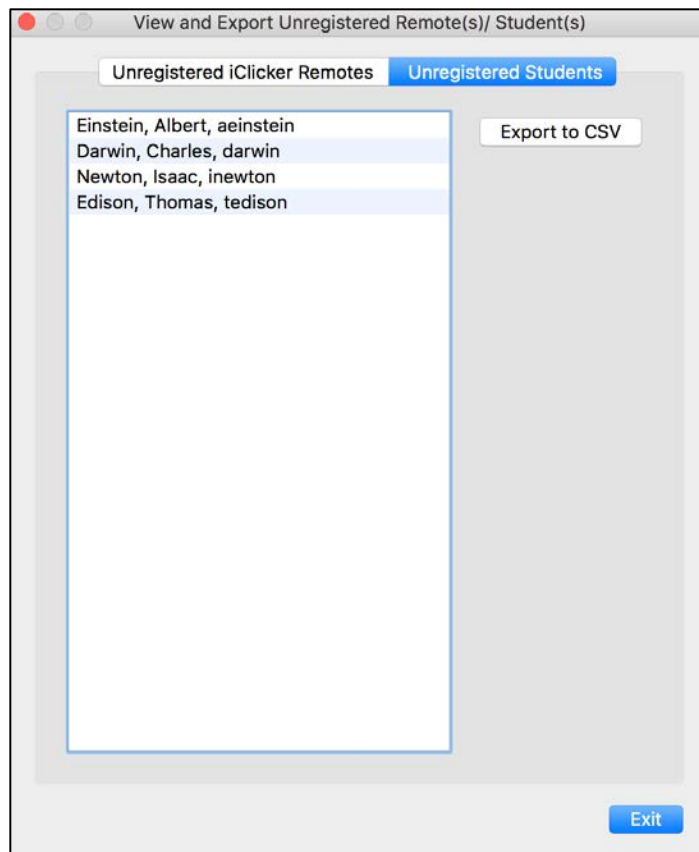 View and Export Unregistered Remote(s)/ Student(s)
Unregistered iClicker Remotes
Unregistered Students
Einstein, Albert, aeinstein
Export to CSV
Darwin, Charles, darwin
Newton, Isaac, inewton
Edison, Thomas, tedison
Exit